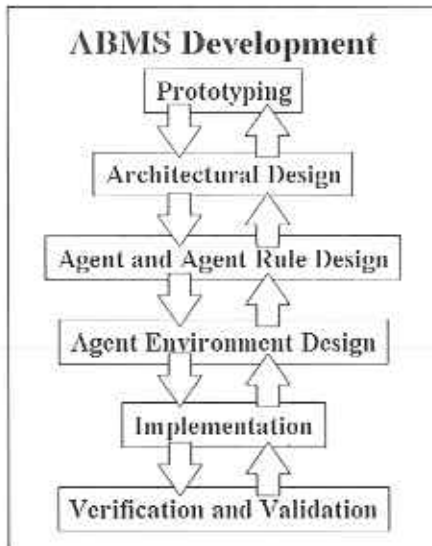 ABMS Development
Prototyping
Architectural Design
Agent and Agent Rule Design
Agent Environment Design
Implementation
Verification and Validation